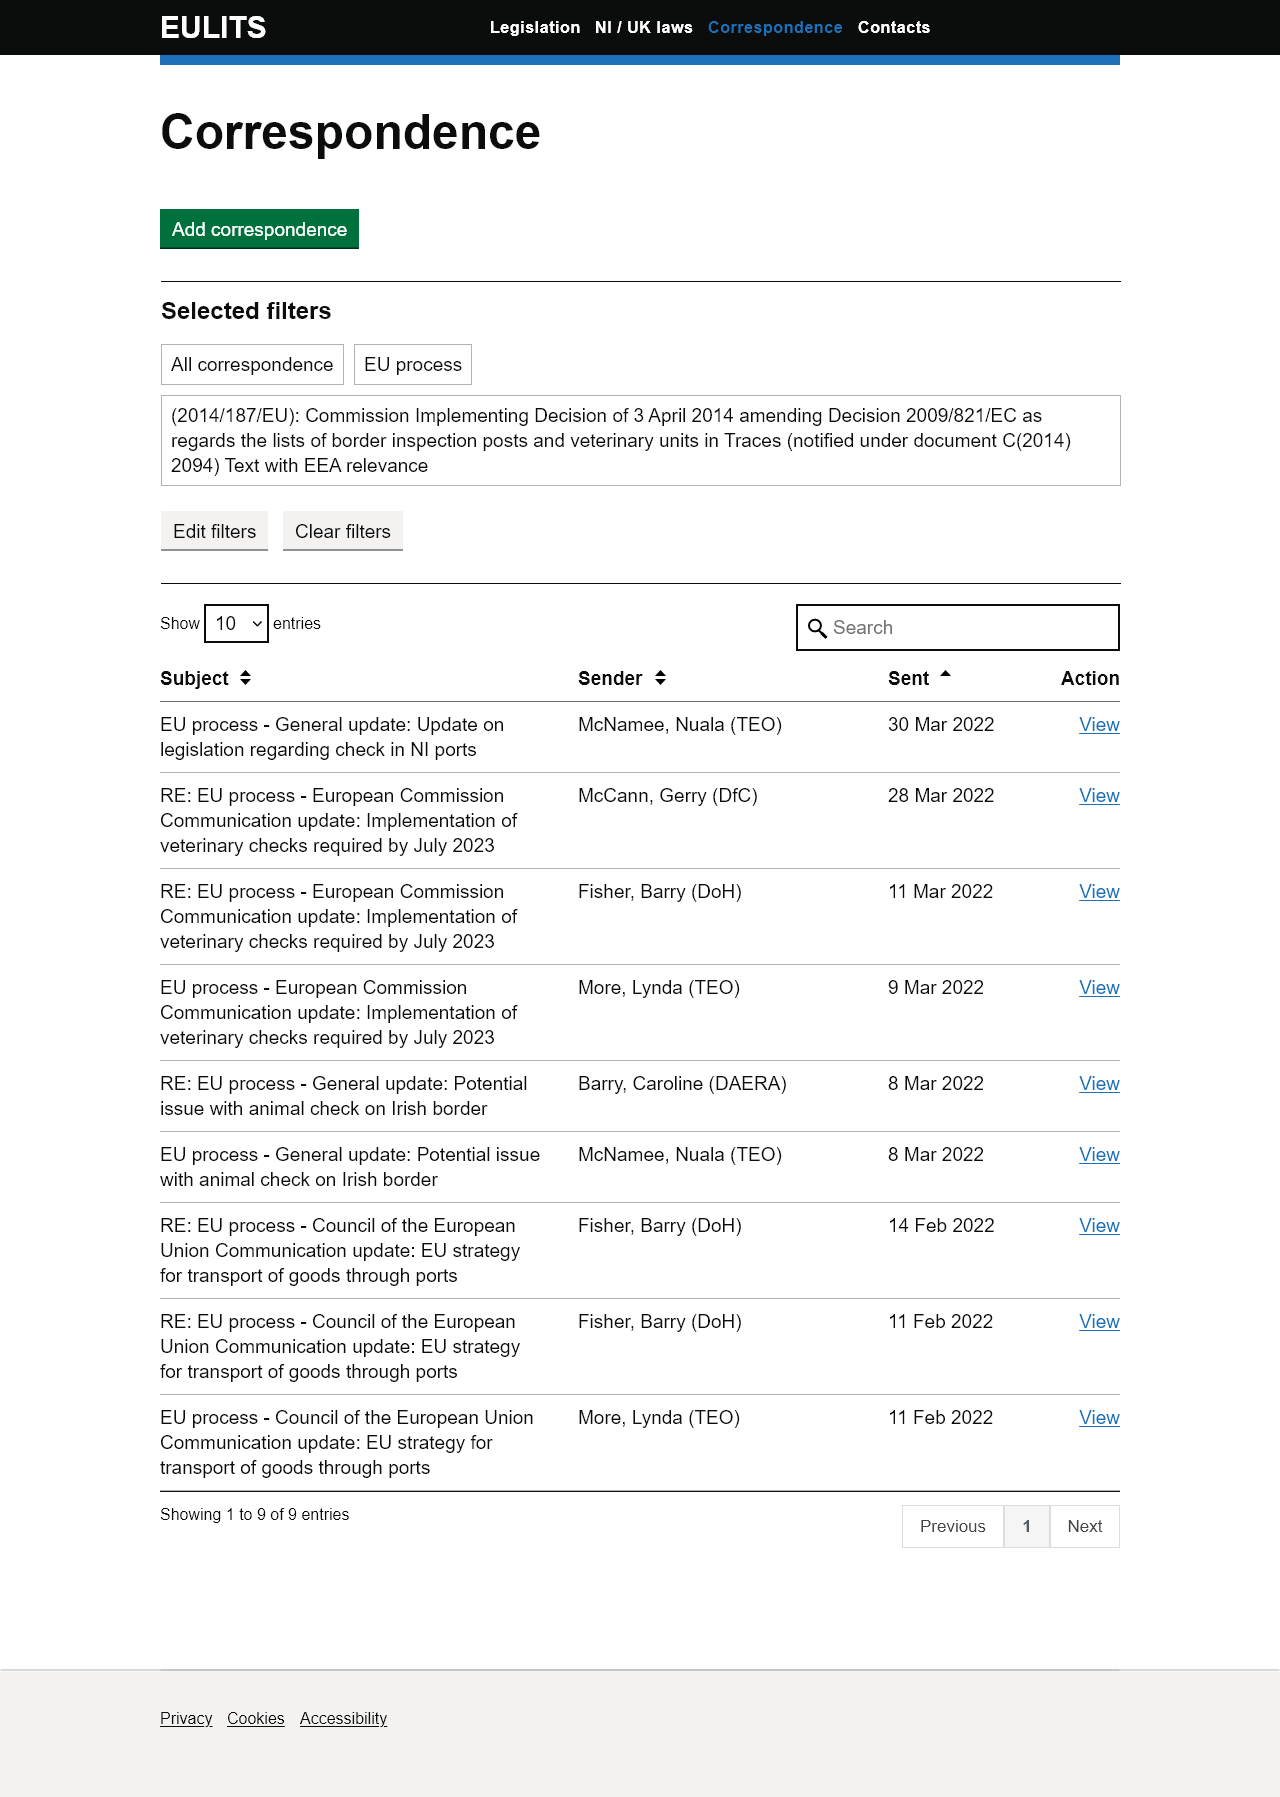 EULITS
Legislation NI / UK laws Correspondence Contacts
Correspondence
Add correspondence
Selected filters
All correspondence EU process
(2014/187/EU): Commission Implementing Decision of 3 April 2014 amending Decision 2009/821/EC as
regards the lists of border inspection posts and veterinary units in Traces (notified under document C(2014)
2094) Text with EEA relevance
Edit filters Clear filters
Show 10 entries Search
Subject Sender Sent Action
EU process - General update: Update on McNamee, Nuala (TEO) 30 Mar 2022 View
legislation regarding check in NI ports
RE: EU process - European Commission McCann, Gerry (DfC) 28 Mar 2022 View
Communication update: Implementation of
veterinary checks required by July 2023
RE: EU process - European Commission Fisher, Barry (DoH) 11 Mar 2022 View
Communication update: Implementation of
veterinary checks required by July 2023
EU process - European Commission More, Lynda (TEO) 9 Mar 2022 View
Communication update: Implementation of
veterinary checks required by July 2023
RE: EU process - General update: Potential Barry, Caroline (DAERA) 8 Mar 2022 View
issue with animal check on Irish border
EU process - General update: Potential issue McNamee, Nuala (TEO) 8 Mar 2022 View
with animal check on Irish border
RE: EU process - Council of the European Fisher, Barry (DoH) 14 Feb 2022 View
Union Communication update: EU strategy
for transport of goods through ports
RE: EU process - Council of the European Fisher, Barry (DoH) 11 Feb 2022 View
Union Communication update: EU strategy
for transport of goods through ports
EU process - Council of the European Union More, Lynda (TEO) 11 Feb 2022 View
Communication update: EU strategy for
transport of goods through ports
Showing 1 to 9 of 9 entries Previous 1 Next
Privacy Cookies Accessibility